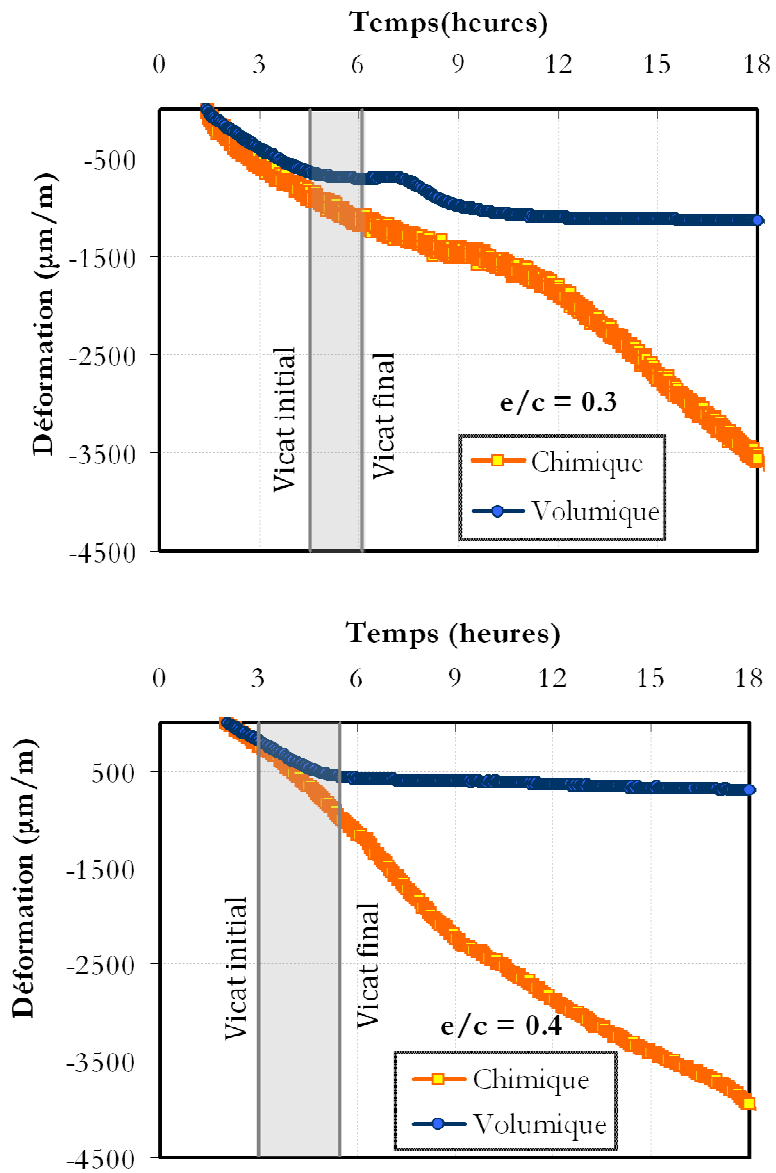 Temps(heures)
0 3 6 9 12 15 18
-500
-1500
-2500
-3500
-4500
Déformation (µm/m)
Vicat initial
Vicat final
e/c = 0.3
Chimique
Volumique
Temps (heures)
0 3 6 9 12 15 18
500
-1500
-2500
-3500
-4500
Déformation (µm/m)
Vicat initial
Vicat final
e/c = 0.4
Chimique
Volumique